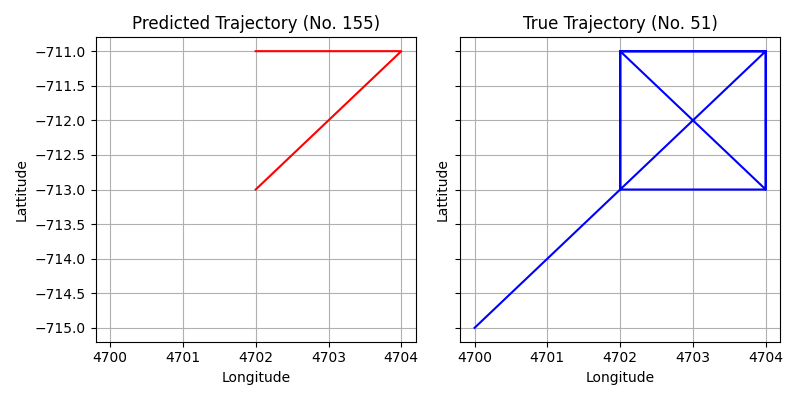 Predicted Trajectory (No. 155)
True Trajectory (No. 51)
−711.0
−711.5
−712.0
−712.5
−713.0
−713.5
−714.0
−714.5
−715.0
Lattitude
Lattitude
4700 4701 4702 4703 4704
4700 4701 4702 4703 4704
Longitude
Longitude